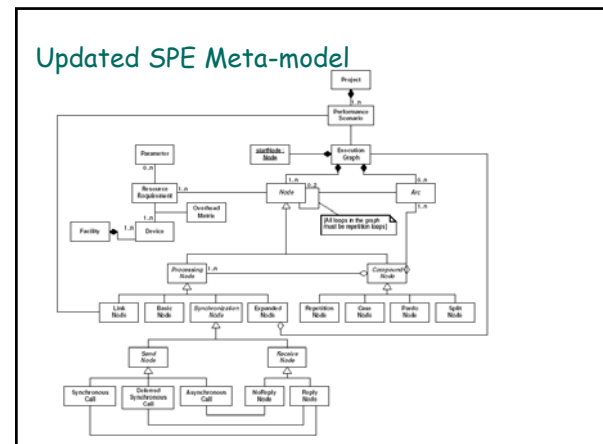 Updated SPE Meta-model
Project
1..n
Performance
Scenario
Parameter
startNode :
Node
Execution
Graph
0..n
1..n
0..n
Resource
Requirement
1..n
Node
0..2
Arc
1..n
1..n
Overhead
Matrix
{All loops in the graph
must be repetition loops}
Facility
1..n
Device
Processing
Node
1..n
Compound
Node
Link
Node
Basic
Node
Synchronization
Node
Expanded
Node
Repetition
Node
Case
Node
Pardo
Node
Split
Node
Send
Node
Receive
Node
Synchronous
Call
Deferred
Synchronous
Call
Asynchronous
Call
NoReply
Node
Reply
Node